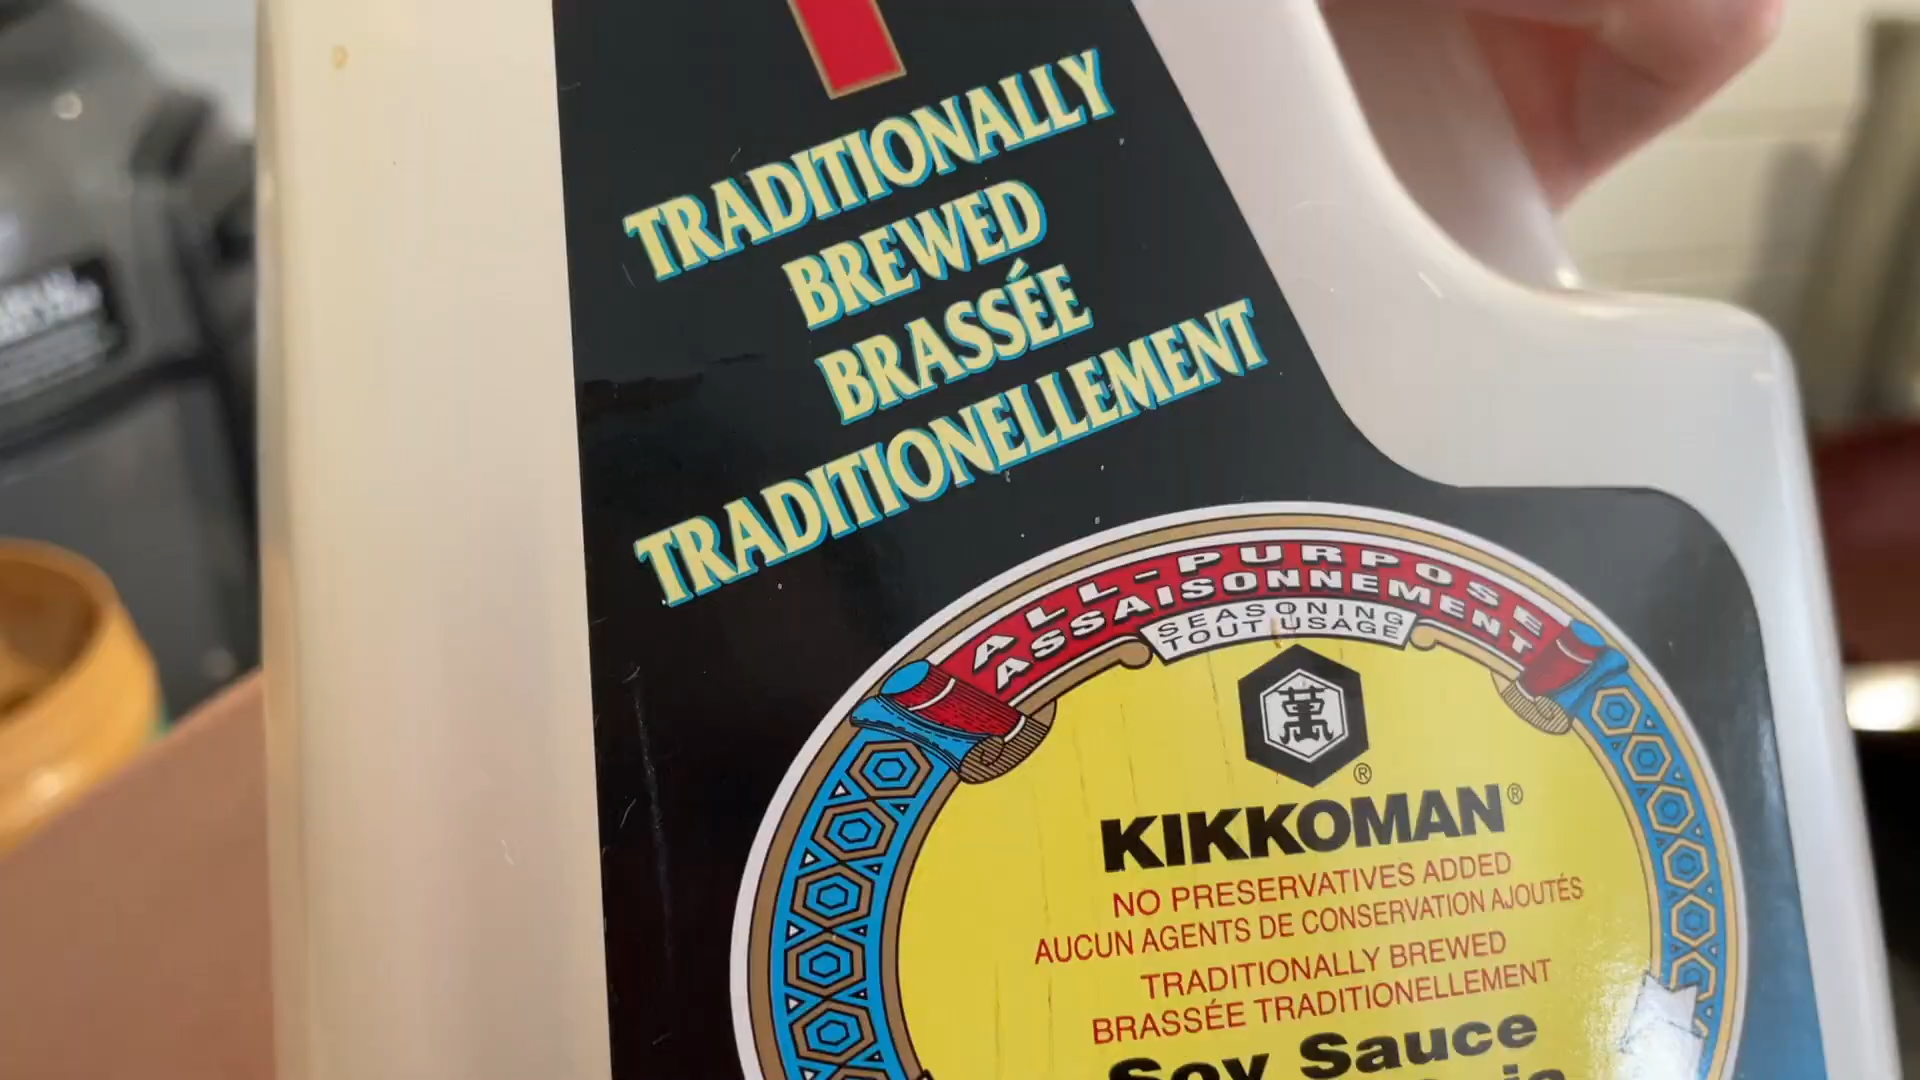 TRADITIONALLY
BREWED
BRASSÉE
TRADITIONELLEMENT
ALL-PURPOSE
ASSAISONNEMENT
SEASONING
TOUT USAGE
萬
®
KIKKOMAN®
NO PRESERVATIVES ADDED
AUCUN AGENTS DE CONSERVATION AJOUTÉS
TRADITIONALLY BREWED
BRASSÉE TRADITIONELLEMENT
Soy Sauce